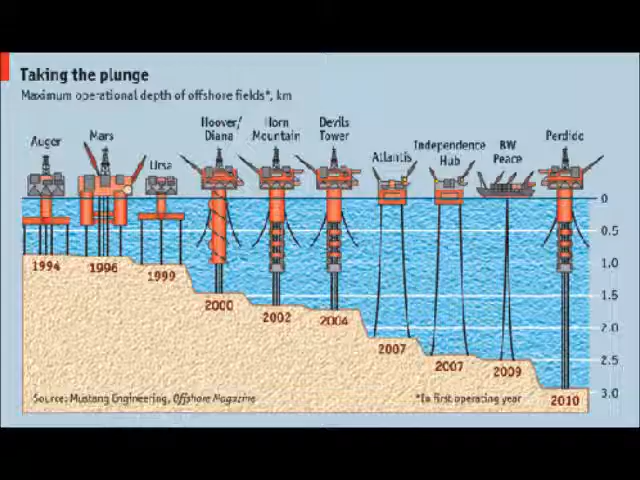 Taking the plunge
Maximum operational depth of offshore fields*, km
Auger
Mars
Ursa
Hoover/
Diana
Horn
Mountain
Devils
Tower
Atlantis
Independence
Hub
BW
Peace
Perdido
0
0.5
1.0
1.5
2.0
2.5
3.0
1994
1996
1999
2000
2002
2004
2007
2007
2009
2010
Source: Mustang Engineering, Offshore Magazine
*In first operating year